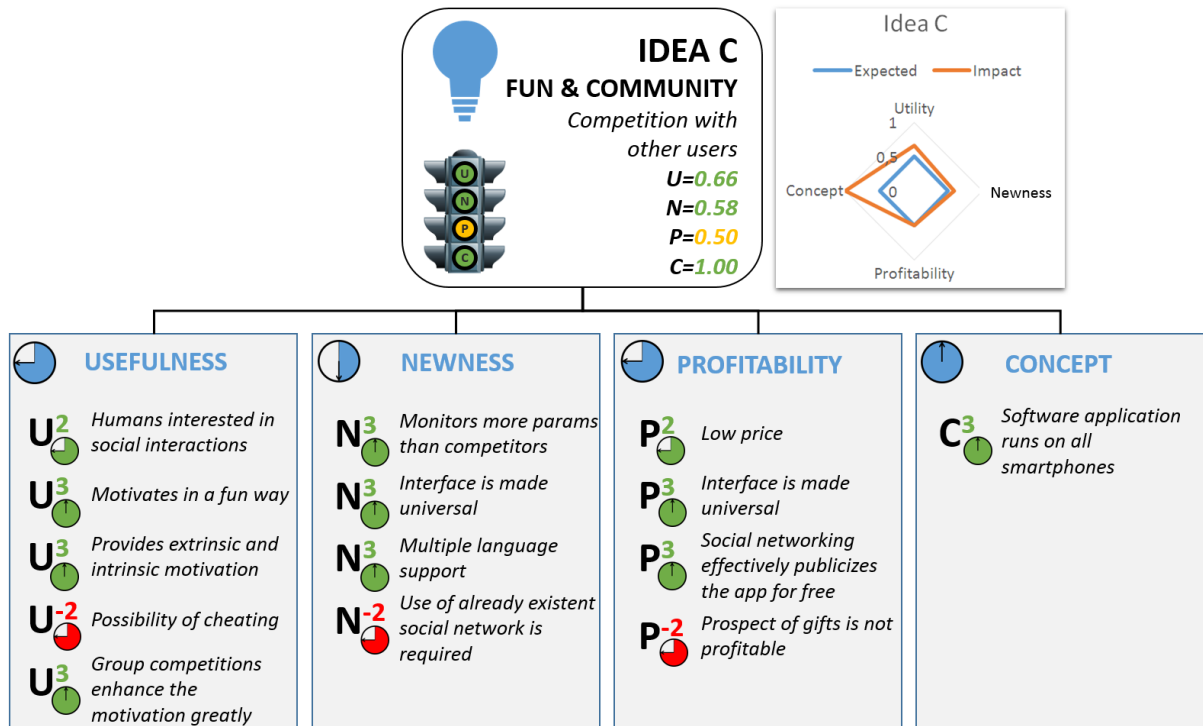 IDEA C
FUN & COMMUNITY
Competition with
other users
U=0.66
N=0.58
P=0.50
C=1.00
U
N
P
C
Idea C
Expected
Impact
Utility
1
0,5
0
Concept
Newness
Profitability
USEFULNESS
U2
Humans interested in
social interactions
U3
Motivates in a fun way
U3
Provides extrinsic and
intrinsic motivation
U-2
Possibility of cheating
U3
Group competitions
enhance the
motivation greatly
NEWNESS
N3
Monitors more params
than competitors
N3
Interface is made
universal
N3
Multiple language
support
N-2
Use of already existent
social network is
required
PROFITABILITY
P2
Low price
P3
Interface is made
universal
P3
Social networking
effectively publicizes
the app for free
P-2
Prospect of gifts is not
profitable
CONCEPT
C3
Software application
runs on all
smartphones